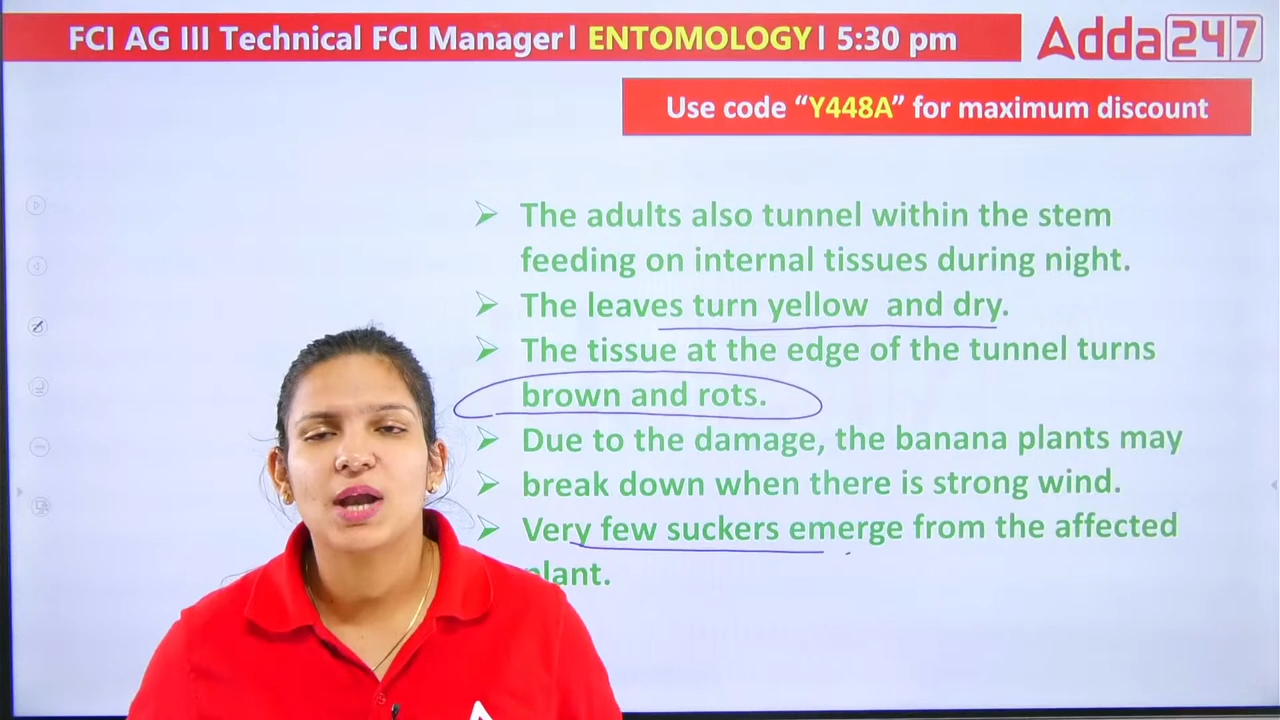 FCI AG III Technical FCI Manager| ENTOMOLOGY| 5:30 pm
Adda247
Use code “Y448A” for maximum discount
➢ The adults also tunnel within the stem
feeding on internal tissues during night.
➢ The leaves turn yellow and dry.
➢ The tissue at the edge of the tunnel turns
brown and rots.
➢ Due to the damage, the banana plants may
➢ break down when there is strong wind.
➢ Very few suckers emerge from the affected
plant.